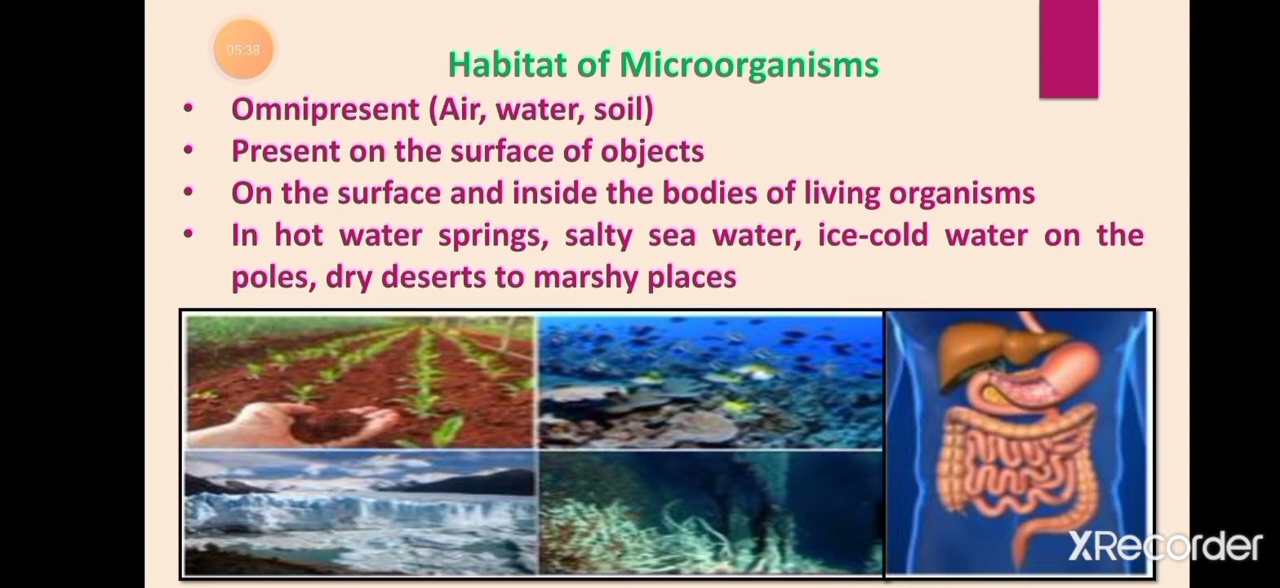 05:38
Habitat of Microorganisms
• Omnipresent (Air, water, soil)
• Present on the surface of objects
• On the surface and inside the bodies of living organisms
• In hot water springs, salty sea water, ice-cold water on the
poles, dry deserts to marshy places
XRecorder